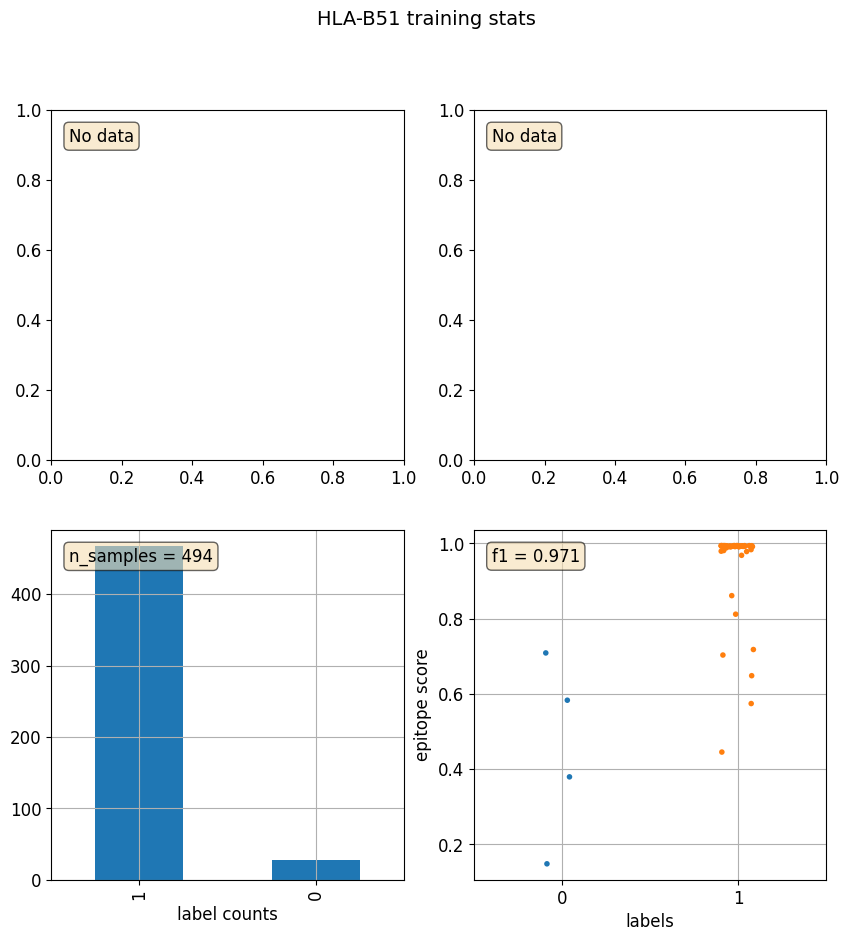 HLA-B51 training stats
1.0
0.8
0.6
0.4
0.2
0.0
No data
0.0 0.2 0.4 0.6 0.8 1.0
1.0
0.8
0.6
0.4
0.2
0.0
No data
0.0 0.2 0.4 0.6 0.8 1.0
n_samples = 494
400
300
200
100
0
1 0
label counts
f1 = 0.971
1.0
0.8
0.6
0.4
0.2
epitope score
0 1
labels